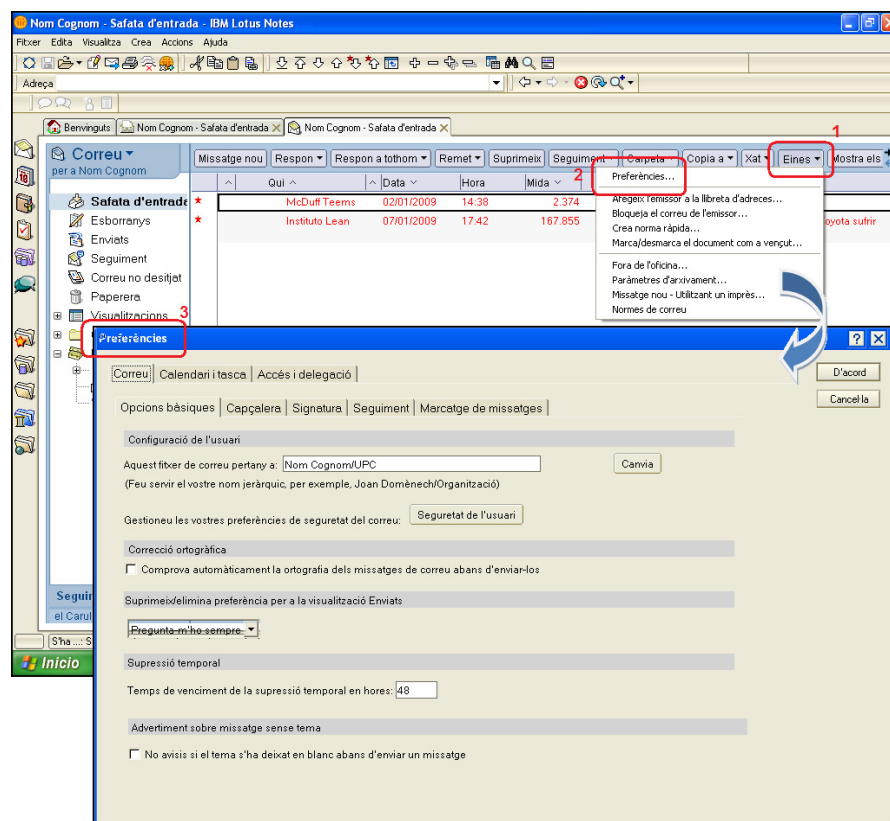 Nom Cognom - Safata d'entrada - IBM Lotus Notes
Fitxer Edita Visualitza Crea Accions Ajuda
Adreça
Benvinguts Nom Cognom - Safata d'entrada Nom Cognom - Safata d'entrada
1
Correu
per a Nom Cognom
Missatge nou Respon Respon a tothom Remet Suprimeix Seguiment Carpeta Copia a Xat Eines Mostra els
2
Qui Data Hora Mida
Preferències...
Afegeix l'emissor a la llibreta d'adreces...
Bloqueja el correu de l'emissor...
Crea norma ràpida...
Marca/desmarca el document com a vençut...
Fora de l'oficina...
Paràmetres d'arxivament...
Missatge nou - Utilitzant un imprès...
Normes de correu
Safata d'entrada
McDuff Teems 02/01/2009 14:38 2.374
Esborranys
Instituto Lean 07/01/2009 17:42 167.855 oyota sufrir
Enviats
Seguiment
Correu no desitjat
Paperera
Visualitzacions
3
Preferències
Correu Calendari i tasca Accés i delegació
D'acord
Cancel·la
Opcions bàsiques Capçalera Signatura Seguiment Marcatge de missatges
Configuració de l'usuari
Aquest fitxer de correu pertany a: Nom Cognom/UPC Canvia
(Feu servir el vostre nom jeràrquic, per exemple, Joan Domènech/Organització)
Gestioneu les vostres preferències de seguretat del correu: Seguretat de l'usuari
Correcció ortogràfica
Comprova automàticament la ortografia dels missatges de correu abans d'enviar-los
Suprimeix/elimina preferència per a la visualització Enviats
Pregunta-m'ho sempre
Supressió temporal
Temps de venciment de la supressió temporal en hores: 48
Advertiment sobre missatge sense tema
No avisis si el tema s'ha deixat en blanc abans d'enviar un missatge
Seguir
el Carul
S'ha ...: S
Inicio